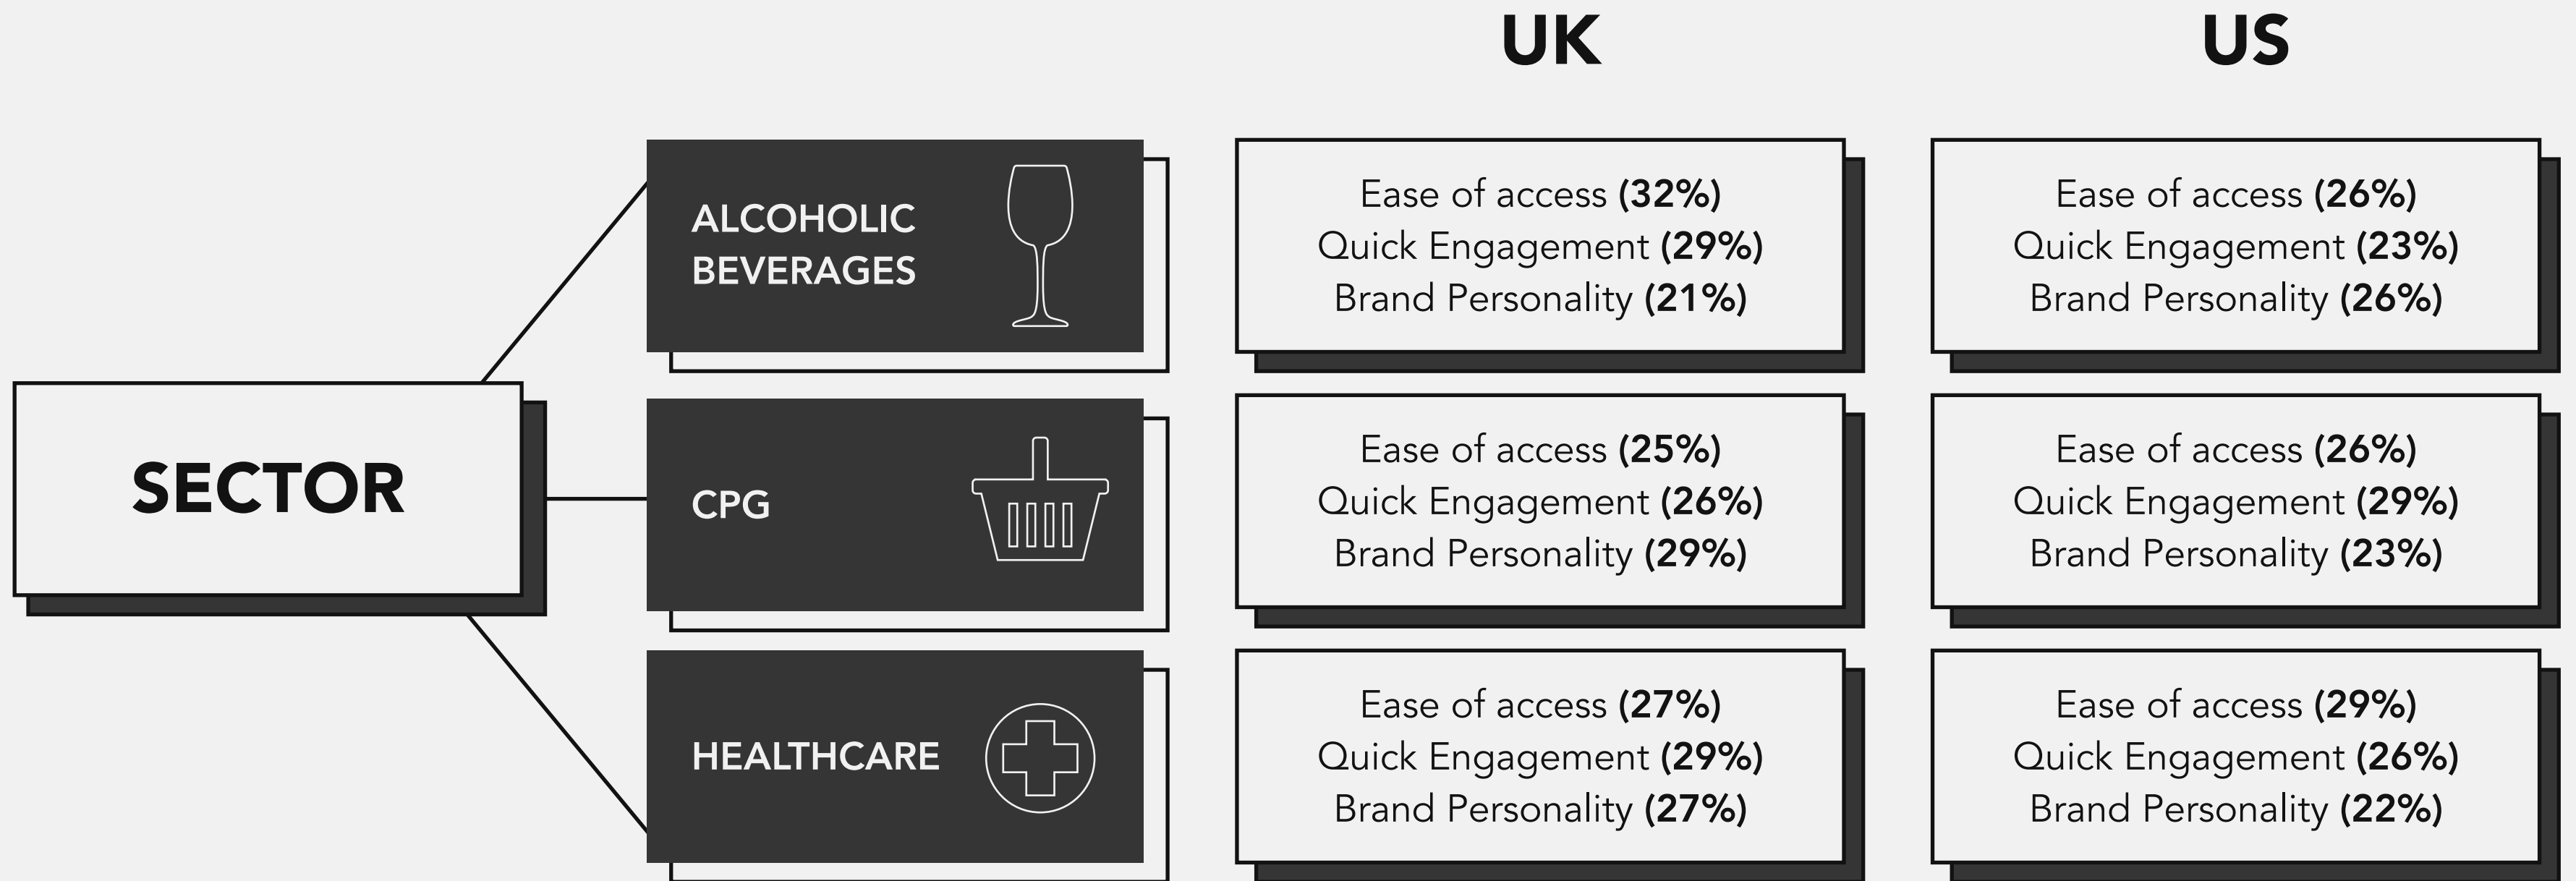 UK
US
SECTOR
ALCOHOLIC
BEVERAGES
Ease of access (32%)
Quick Engagement (29%)
Brand Personality (21%)
Ease of access (26%)
Quick Engagement (23%)
Brand Personality (26%)
CPG
Ease of access (25%)
Quick Engagement (26%)
Brand Personality (29%)
Ease of access (26%)
Quick Engagement (29%)
Brand Personality (23%)
HEALTHCARE
Ease of access (27%)
Quick Engagement (29%)
Brand Personality (27%)
Ease of access (29%)
Quick Engagement (26%)
Brand Personality (22%)